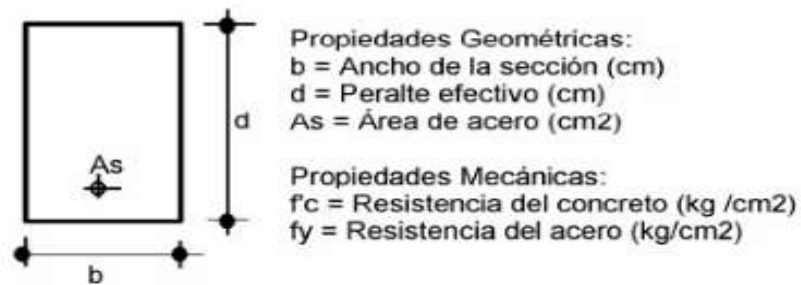 Propiedades Geométricas:
b = Ancho de la sección (cm)
d = Peralte efectivo (cm)
As = Área de acero (cm2)
Propiedades Mecánicas:
f'c = Resistencia del concreto (kg /cm2)
fy = Resistencia del acero (kg/cm2)
d
As
b